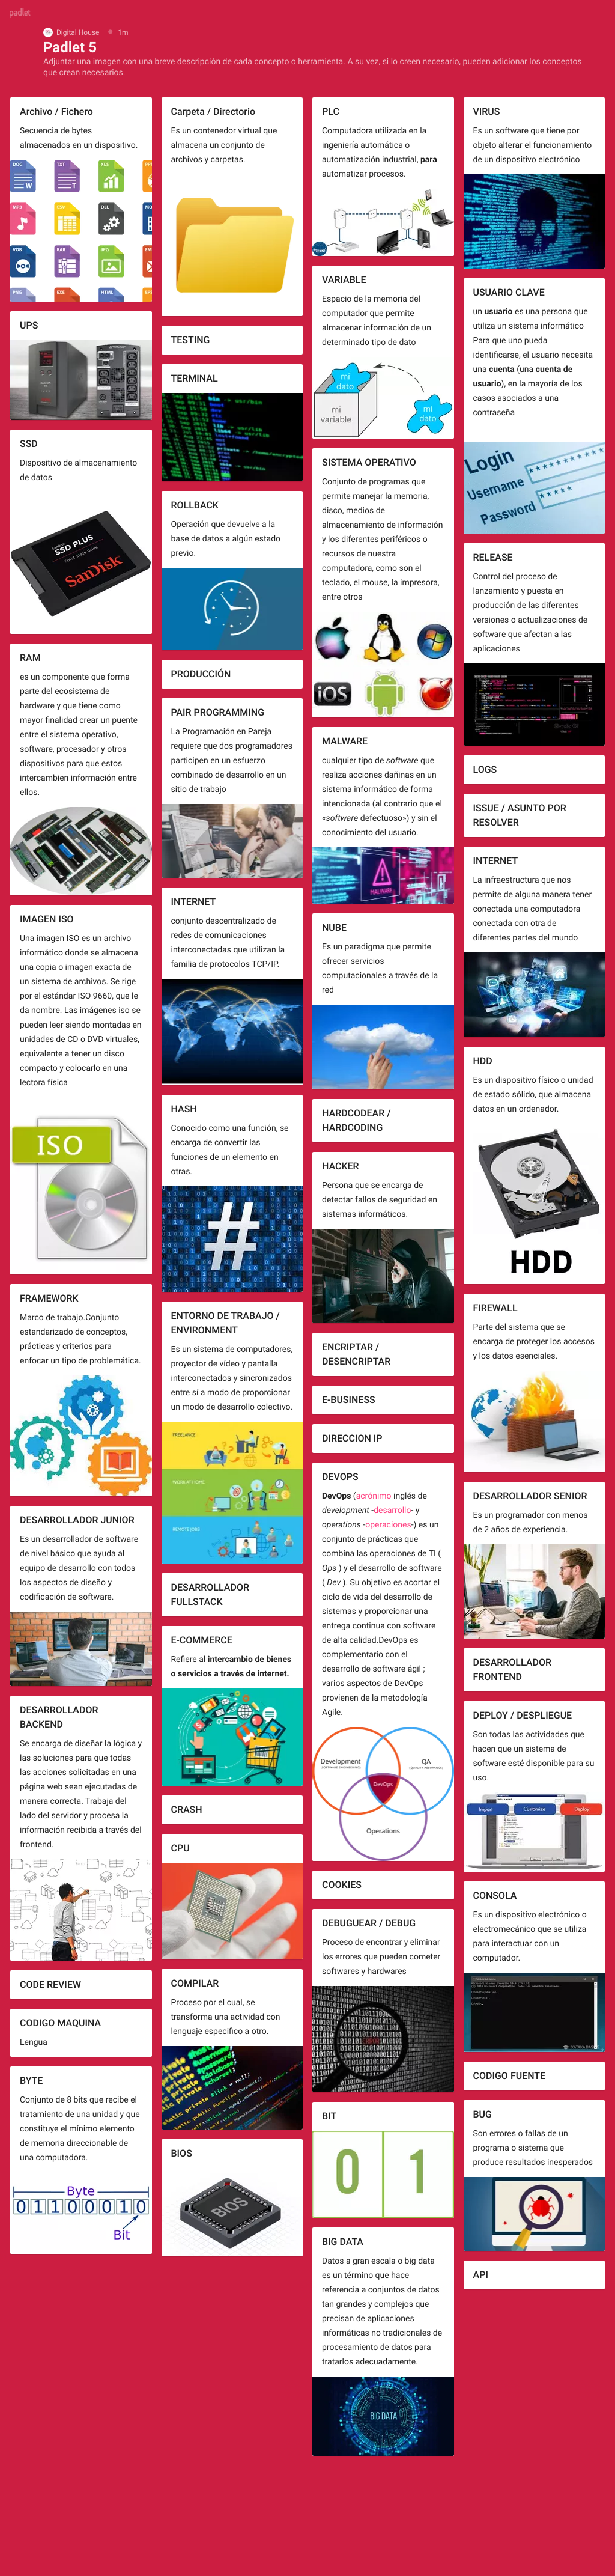 padlet
Digital House
1m
Padlet 5
Adjuntar una imagen con una breve descripción de cada concepto o herramienta. A su vez, si lo creen necesario, pueden adicionar los conceptos
que crean necesarios.
Archivo / Fichero
Secuencia de bytes
almacenados en un dispositivo.
DOC
TXT
XLS
MP3
CSV
DLL
VOB
RAR
JPG
PNG
EXE
HTML
UPS
SSD
Dispositivo de almacenamiento
de datos
SSD PLUS
SanDisk
RAM
es un componente que forma
parte del ecosistema de
hardware y que tiene como
mayor finalidad crear un puente
entre el sistema operativo,
software, procesador y otros
dispositivos para que estos
intercambien información entre
ellos.
IMAGEN ISO
Una imagen ISO es un archivo
informático donde se almacena
una copia o imagen exacta de
un sistema de archivos. Se rige
por el estándar ISO 9660, que le
da nombre. Las imágenes iso se
pueden leer siendo montadas en
unidades de CD o DVD virtuales,
equivalente a tener un disco
compacto y colocarlo en una
lectora física
ISO
FRAMEWORK
Marco de trabajo.Conjunto
estandarizado de conceptos,
prácticas y criterios para
enfocar un tipo de problemática.
DESARROLLADOR JUNIOR
Es un desarrollador de software
de nivel básico que ayuda al
equipo de desarrollo con todos
los aspectos de diseño y
codificación de software.
DESARROLLADOR
BACKEND
Se encarga de diseñar la lógica y
las soluciones para que todas
las acciones solicitadas en una
página web sean ejecutadas de
manera correcta. Trabaja del
lado del servidor y procesa la
información recibida a través del
frontend.
CODE REVIEW
CODIGO MAQUINA
Lengua
BYTE
Conjunto de 8 bits que recibe el
tratamiento de una unidad y que
constituye el mínimo elemento
de memoria direccionable de
una computadora.
Byte
0 1 1 0 0 0 1 0
Bit
Carpeta / Directorio
Es un contenedor virtual que
almacena un conjunto de
archivos y carpetas.
TESTING
TERMINAL
ROLLBACK
Operación que devuelve a la
base de datos a algún estado
previo.
PRODUCCIÓN
PAIR PROGRAMMING
La Programación en Pareja
requiere que dos programadores
participen en un esfuerzo
combinado de desarrollo en un
sitio de trabajo
INTERNET
conjunto descentralizado de
redes de comunicaciones
interconectadas que utilizan la
familia de protocolos TCP/IP.
HASH
Conocido como una función, se
encarga de convertir las
funciones de un elemento en
otras.
#
ENTORNO DE TRABAJO /
ENVIRONMENT
Es un sistema de computadores,
proyector de vídeo y pantalla
interconectados y sincronizados
entre sí a modo de proporcionar
un modo de desarrollo colectivo.
FREELANCE
WORK AT HOME
REMOTE JOBS
DESARROLLADOR
FULLSTACK
E-COMMERCE
Refiere al intercambio de bienes
o servicios a través de internet.
CRASH
CPU
COMPILAR
Proceso por el cual, se
transforma una actividad con
lenguaje especifico a otro.
BIOS
BIOS
PLC
Computadora utilizada en la
ingeniería automática o
automatización industrial, para
automatizar procesos.
VARIABLE
Espacio de la memoria del
computador que permite
almacenar información de un
determinado tipo de dato
mi
dato
mi
variable
mi
dato
SISTEMA OPERATIVO
Conjunto de programas que
permite manejar la memoria,
disco, medios de
almacenamiento de información
y los diferentes periféricos o
recursos de nuestra
computadora, como son el
teclado, el mouse, la impresora,
entre otros
iOS
MALWARE
cualquier tipo de software que
realiza acciones dañinas en un
sistema informático de forma
intencionada (al contrario que el
«software defectuoso») y sin el
conocimiento del usuario.
MALWARE
NUBE
Es un paradigma que permite
ofrecer servicios
computacionales a través de la
red
HARDCODEAR /
HARDCODING
HACKER
Persona que se encarga de
detectar fallos de seguridad en
sistemas informáticos.
ENCRIPTAR /
DESENCRIPTAR
E-BUSINESS
DIRECCION IP
DEVOPS
DevOps (acrónimo inglés de
development -desarrollo- y
operations -operaciones-) es un
conjunto de prácticas que
combina las operaciones de TI (
Ops ) y el desarrollo de software
( Dev ). Su objetivo es acortar el
ciclo de vida del desarrollo de
sistemas y proporcionar una
entrega continua con software
de alta calidad.DevOps es
complementario con el
desarrollo de software ágil ;
varios aspectos de DevOps
provienen de la metodología
Agile.
Development
QA
DevOps
Operations
COOKIES
DEBUGUEAR / DEBUG
Proceso de encontrar y eliminar
los errores que pueden cometer
softwares y hardwares
BIT
0 1
BIG DATA
Datos a gran escala o big data
es un término que hace
referencia a conjuntos de datos
tan grandes y complejos que
precisan de aplicaciones
informáticas no tradicionales de
procesamiento de datos para
tratarlos adecuadamente.
BIG DATA
VIRUS
Es un software que tiene por
objeto alterar el funcionamiento
de un dispositivo electrónico
USUARIO CLAVE
un usuario es una persona que
utiliza un sistema informático
Para que uno pueda
identificarse, el usuario necesita
una cuenta (una cuenta de
usuario), en la mayoría de los
casos asociados a una
contraseña
Login
Username
Password
RELEASE
Control del proceso de
lanzamiento y puesta en
producción de las diferentes
versiones o actualizaciones de
software que afectan a las
aplicaciones
LOGS
ISSUE / ASUNTO POR
RESOLVER
INTERNET
La infraestructura que nos
permite de alguna manera tener
conectada una computadora
conectada con otra de
diferentes partes del mundo
HDD
Es un dispositivo físico o unidad
de estado sólido, que almacena
datos en un ordenador.
HDD
FIREWALL
Parte del sistema que se
encarga de proteger los accesos
y los datos esenciales.
DESARROLLADOR SENIOR
Es un programador con menos
de 2 años de experiencia.
DESARROLLADOR
FRONTEND
DEPLOY / DESPLIEGUE
Son todas las actividades que
hacen que un sistema de
software esté disponible para su
uso.
Import
Customize
Deploy
CONSOLA
Es un dispositivo electrónico o
electromecánico que se utiliza
para interactuar con un
computador.
CODIGO FUENTE
BUG
Son errores o fallas de un
programa o sistema que
produce resultados inesperados
API